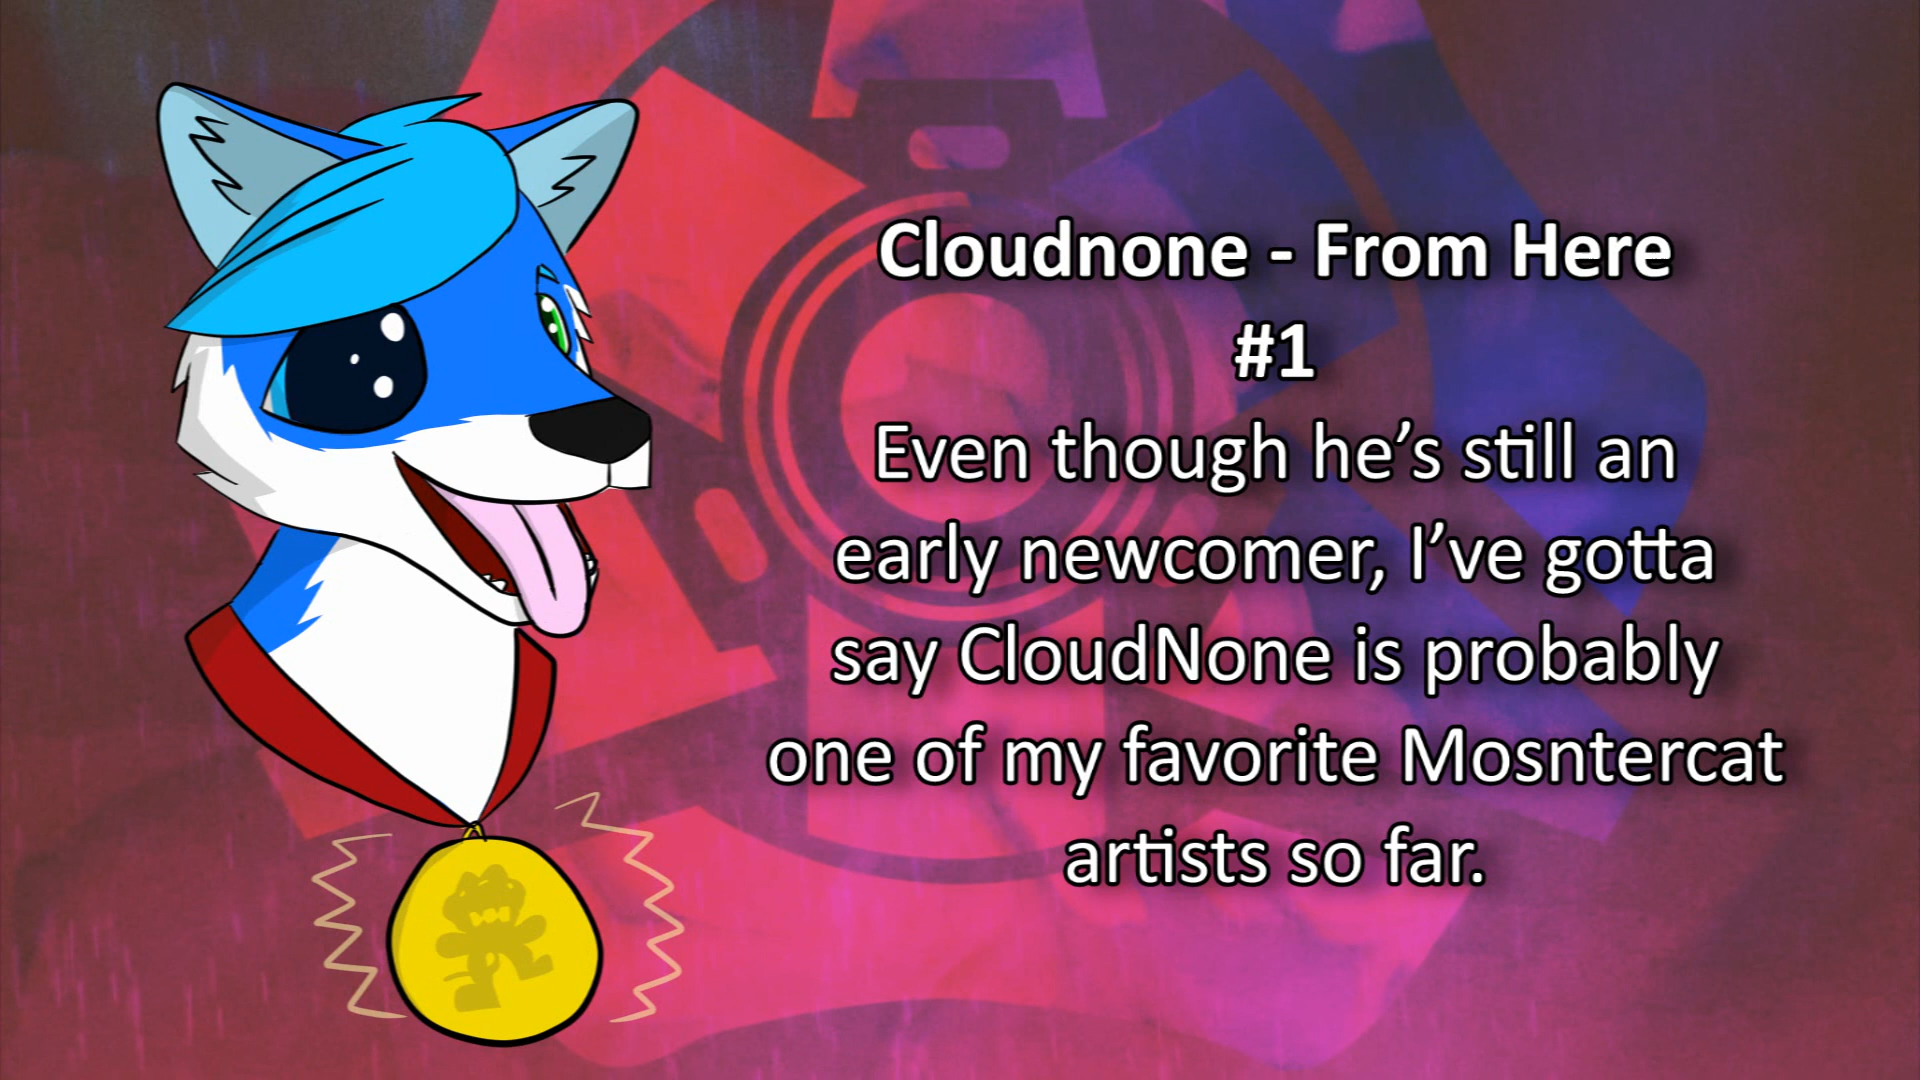 Cloudnone - From Here
#1
Even though he’s still an
early newcomer, I’ve gotta
say CloudNone is probably
one of my favorite Mosntercat
artists so far.